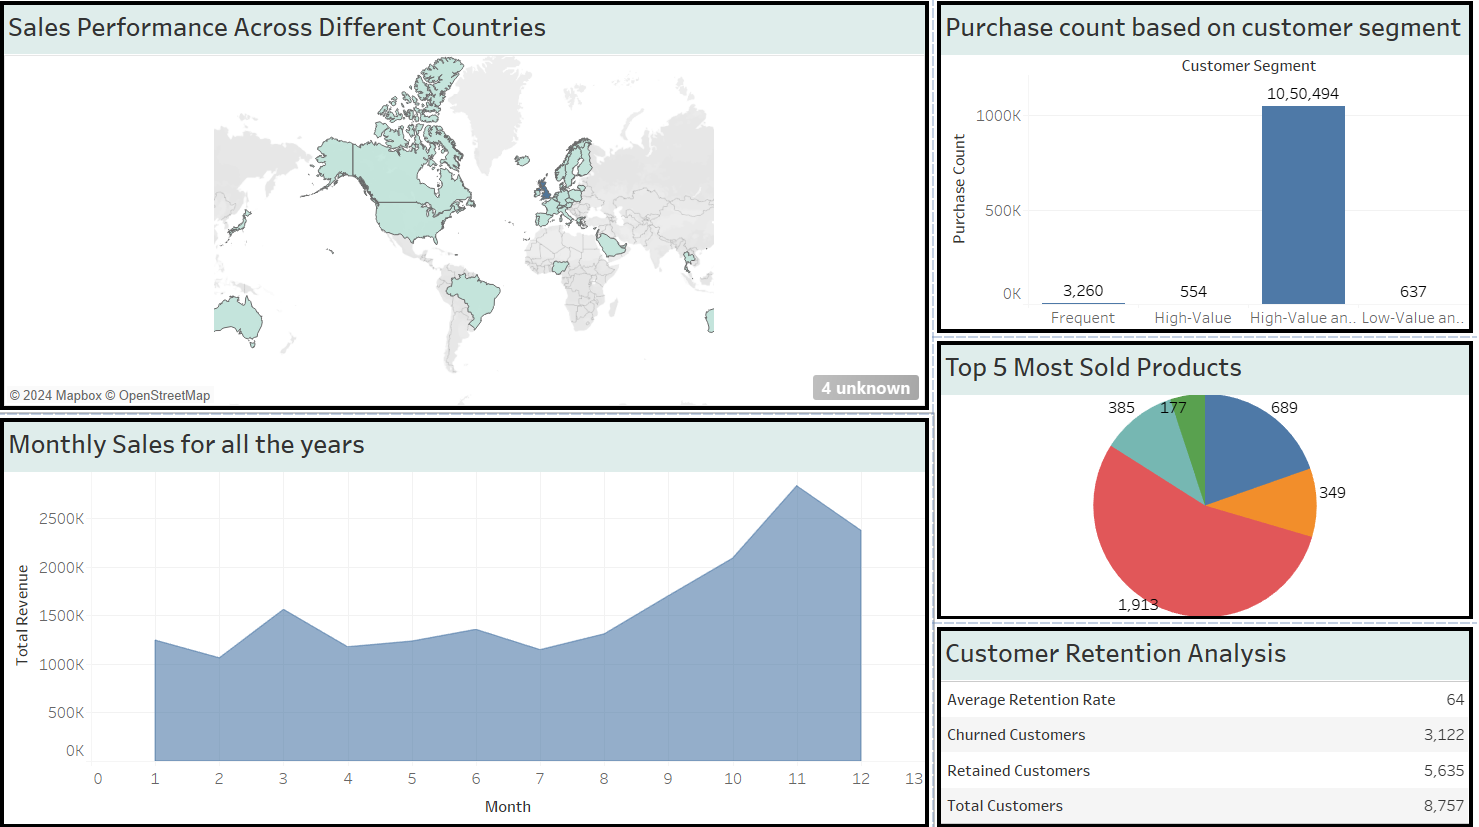 Sales Performance Across Different Countries
© 2024 Mapbox © OpenStreetMap
4 unknown
Purchase count based on customer segment
Customer Segment
Purchase Count
1000K
500K
0K
3,260
554
10,50,494
637
Frequent
High-Value
High-Value an..
Low-Value an..
Monthly Sales for all the years
Total Revenue
2500K
2000K
1500K
1000K
500K
0K
0 1 2 3 4 5 6 7 8 9 10 11 12 13
Month
Top 5 Most Sold Products
385
177
689
349
1,913
Customer Retention Analysis
Average Retention Rate 64
Churned Customers 3,122
Retained Customers 5,635
Total Customers 8,757